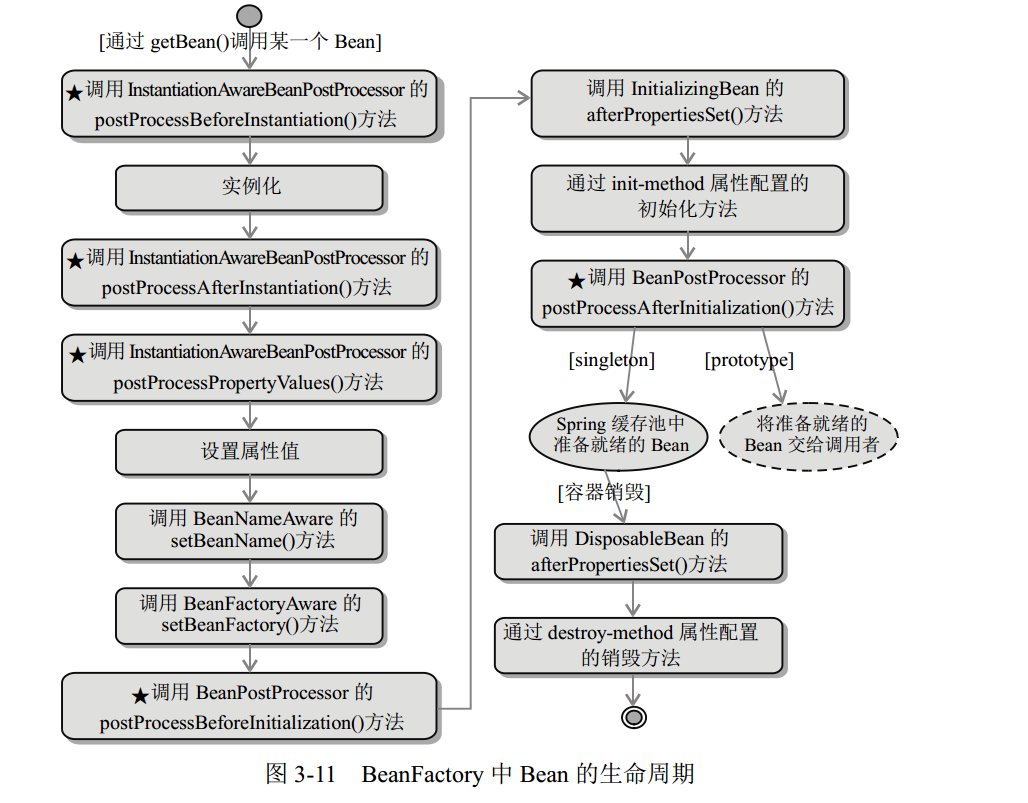 [通过 getBean()调用某一个 Bean]
★调用 InstantiationAwareBeanPostProcessor 的
postProcessBeforeInstantiation()方法
实例化
★调用 InstantiationAwareBeanPostProcessor 的
postProcessAfterInstantiation()方法
★调用 InstantiationAwareBeanPostProcessor 的
postProcessPropertyValues()方法
设置属性值
调用 BeanNameAware 的
setBeanName()方法
调用 BeanFactoryAware 的
setBeanFactory()方法
★调用 BeanPostProcessor 的
postProcessBeforeInitialization()方法
调用 InitializingBean 的
afterPropertiesSet()方法
通过 init-method 属性配置的
初始化方法
★调用 BeanPostProcessor 的
postProcessAfterInitialization()方法
[singleton]
[prototype]
Spring 缓存池中
准备就绪的 Bean
将准备就绪的
Bean 交给调用者
[容器销毁]
调用 DisposableBean 的
afterPropertiesSet()方法
通过 destroy-method 属性配置
的销毁方法
图 3-11 BeanFactory 中 Bean 的生命周期